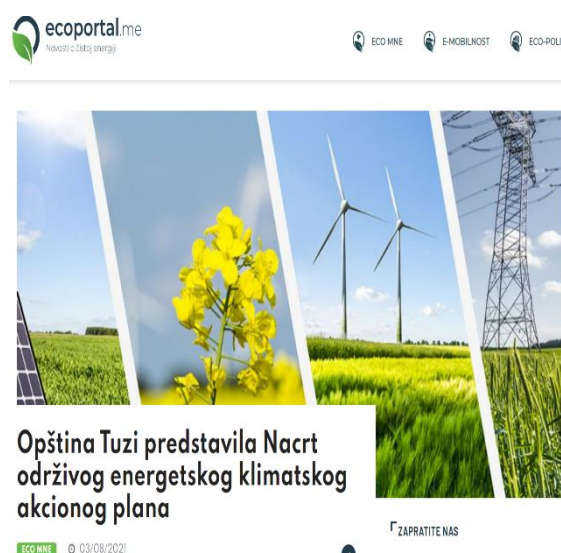 ecoportal.me
Novosti o čistoj energiji
ECO MNE
E-MOBILNOST
ECO-POLI
Opština Tuzi predstavila Nacrt
održivog energetskog klimatskog
akcionog plana
ECO MNE 03/08/2021
ZAPRATITE NAS